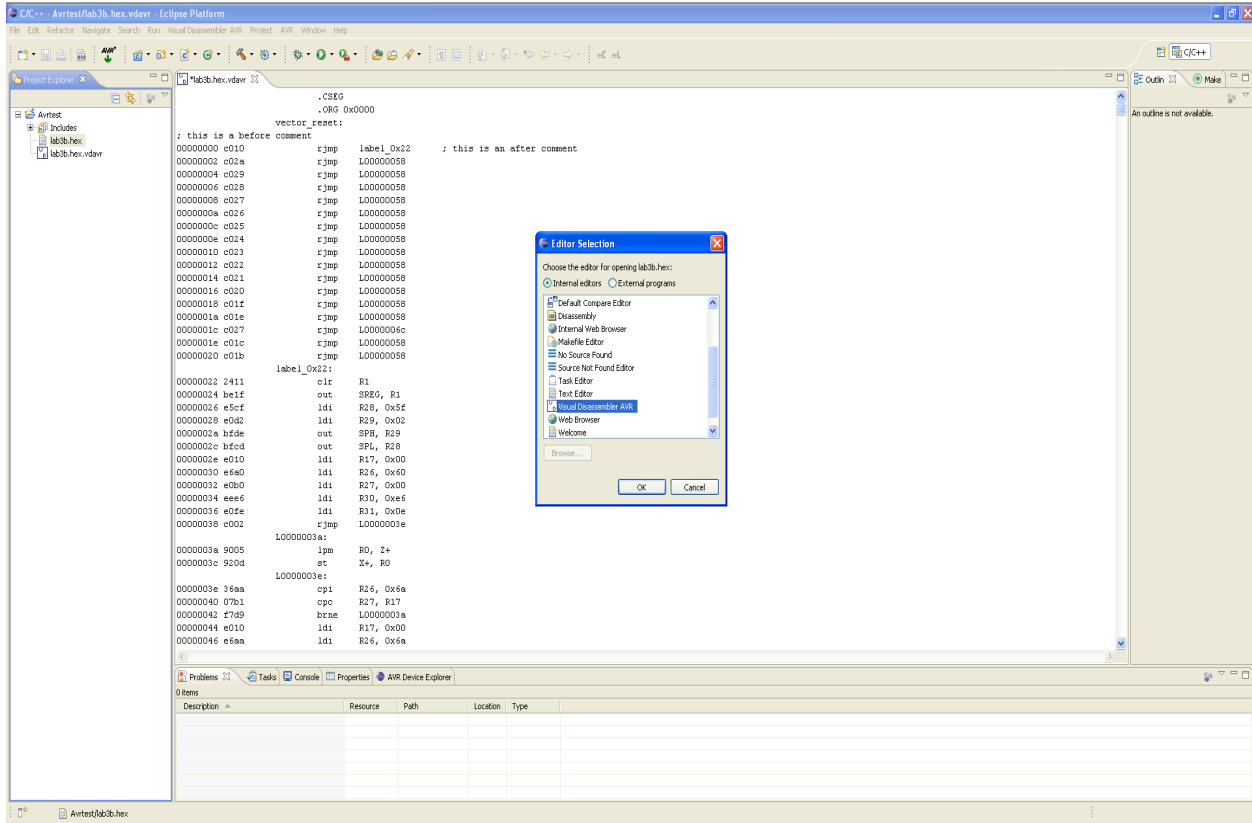 C/C++ - Avrtest/lab3b.hex.vdavr - Eclipse Platform
File Edit Refactor Navigate Search Run Visual Disassembler AVR Project AVR Window Help
C/C++
Project Explorer
*lab3b.hex.vdavr
Outlin
Make
Avrtest
Includes
lab3b.hex
lab3b.hex.vdavr
An outline is not available.
.CSEG
.ORG 0x0000
vector_reset:
; this is a before comment
00000000 c010 rjmp label_0x22 ; this is an after comment
00000002 c02a rjmp L00000058
00000004 c029 rjmp L00000058
00000006 c028 rjmp L00000058
00000008 c027 rjmp L00000058
0000000a c026 rjmp L00000058
0000000c c025 rjmp L00000058
0000000e c024 rjmp L00000058
00000010 c023 rjmp L00000058
00000012 c022 rjmp L00000058
00000014 c021 rjmp L00000058
00000016 c020 rjmp L00000058
00000018 c01f rjmp L00000058
0000001a c01e rjmp L00000058
0000001c c027 rjmp L0000006c
0000001e c01c rjmp L00000058
00000020 c01b rjmp L00000058
label_0x22:
00000022 2411 clr R1
00000024 be1f out SREG, R1
00000026 e5cf ldi R28, 0x5f
00000028 e0d2 ldi R29, 0x02
0000002a bfde out SPH, R29
0000002c bfcd out SPL, R28
0000002e e010 ldi R17, 0x00
00000030 e6a0 ldi R26, 0x60
00000032 e0b0 ldi R27, 0x00
00000034 eee6 ldi R30, 0xe6
00000036 e0fe ldi R31, 0x0e
00000038 c002 rjmp L0000003e
L0000003a:
0000003a 9005 lpm R0, Z+
0000003c 920d st X+, R0
L0000003e:
0000003e 36aa cpi R26, 0x6a
00000040 07b1 cpc R27, R17
00000042 f7d9 brne L0000003a
00000044 e010 ldi R17, 0x00
00000046 e6aa ldi R26, 0x6a
Editor Selection
Choose the editor for opening lab3b.hex:
Internal editors External programs
Default Compare Editor
Disassembly
Internal Web Browser
Makefile Editor
No Source Found
Source Not Found Editor
Task Editor
Text Editor
Visual Disassembler AVR
Web Browser
Welcome
Browse...
OK Cancel
Problems Tasks Console Properties AVR Device Explorer
0 items
Description Resource Path Location Type
Avrtest/lab3b.hex